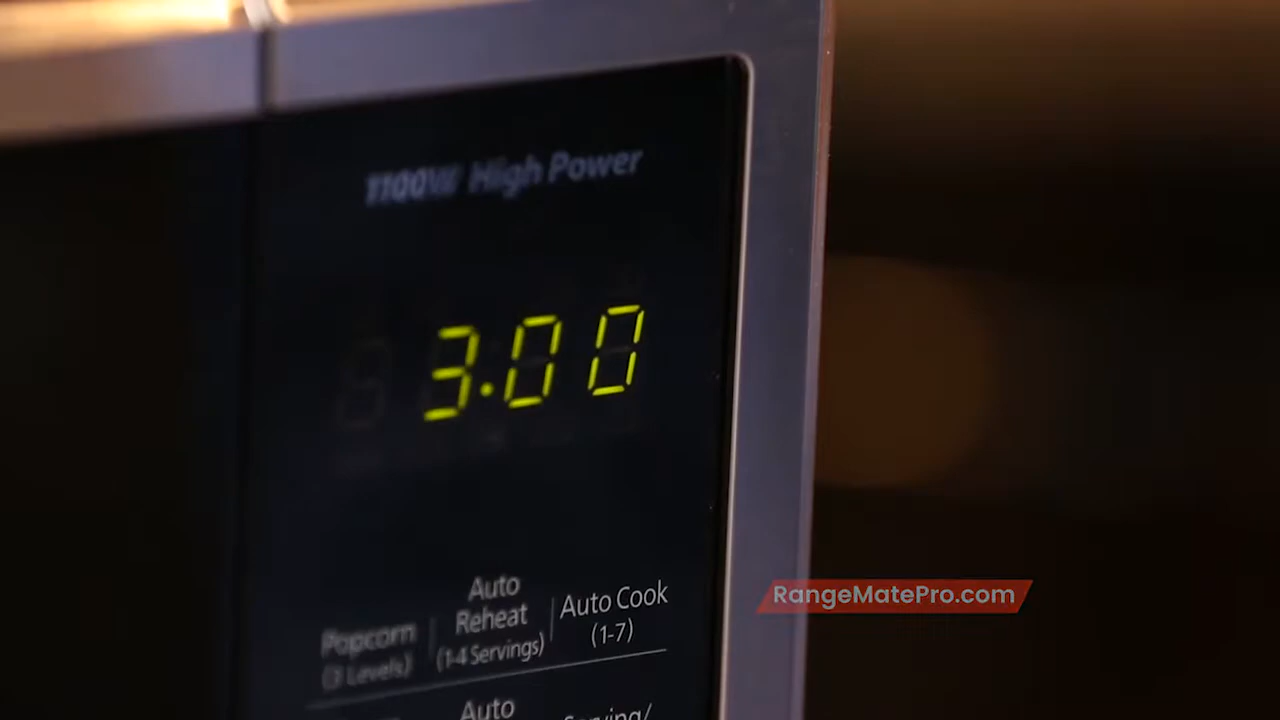 1100W High Power
3:00
Auto
Reheat
(1-4 Servings)
Popcorn
(3 Levels)
Auto Cook
(1-7)
Auto
Serving/
RangeMatePro.com